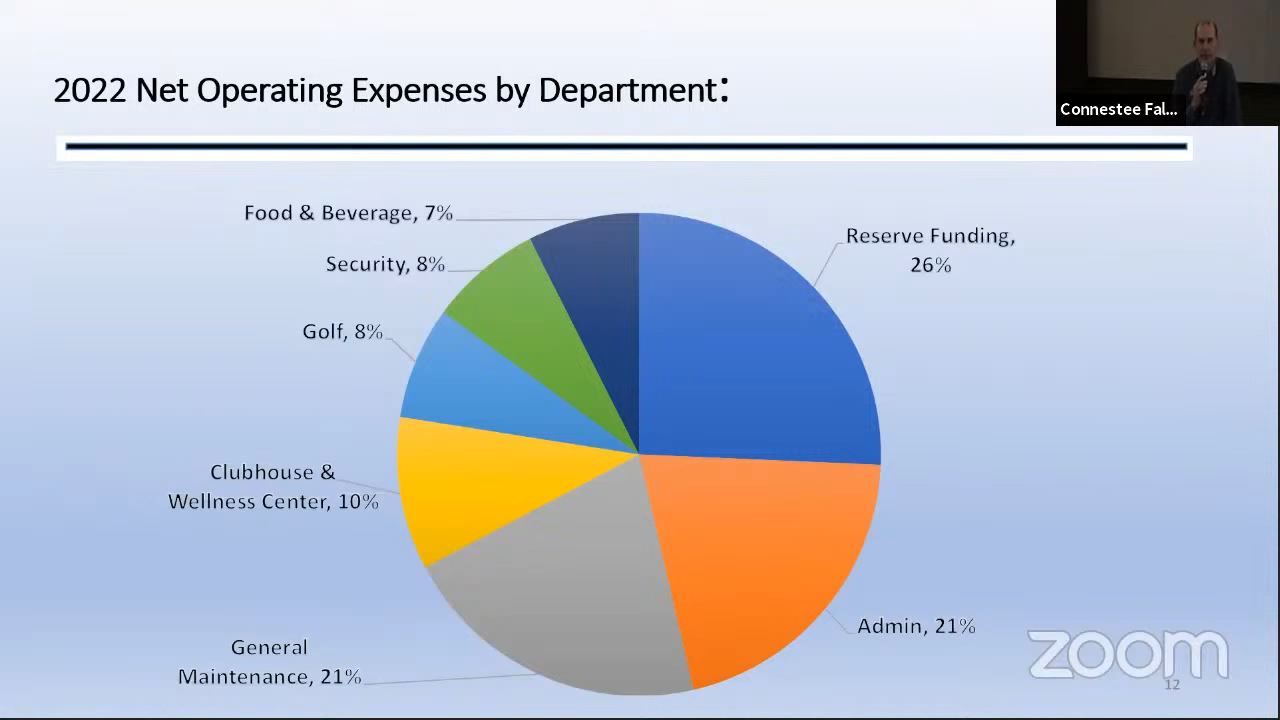 2022 Net Operating Expenses by Department:
Connestee Fal...
Food & Beverage, 7%
Reserve Funding,
26%
Security, 8%
Golf, 8%
Clubhouse &
Wellness Center, 10%
Admin, 21%
General
Maintenance, 21%
zoom
12